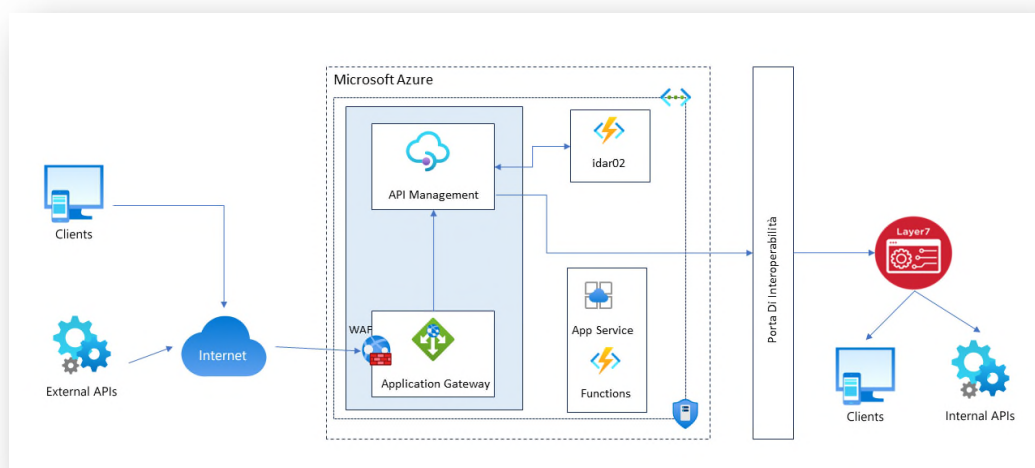 Microsoft Azure
API Management
idar02
Clients
External APIs
Internet
WAF
Application Gateway
App Service
Functions
Porta Di Interoperabilità
Layer7
Clients
Internal APIs